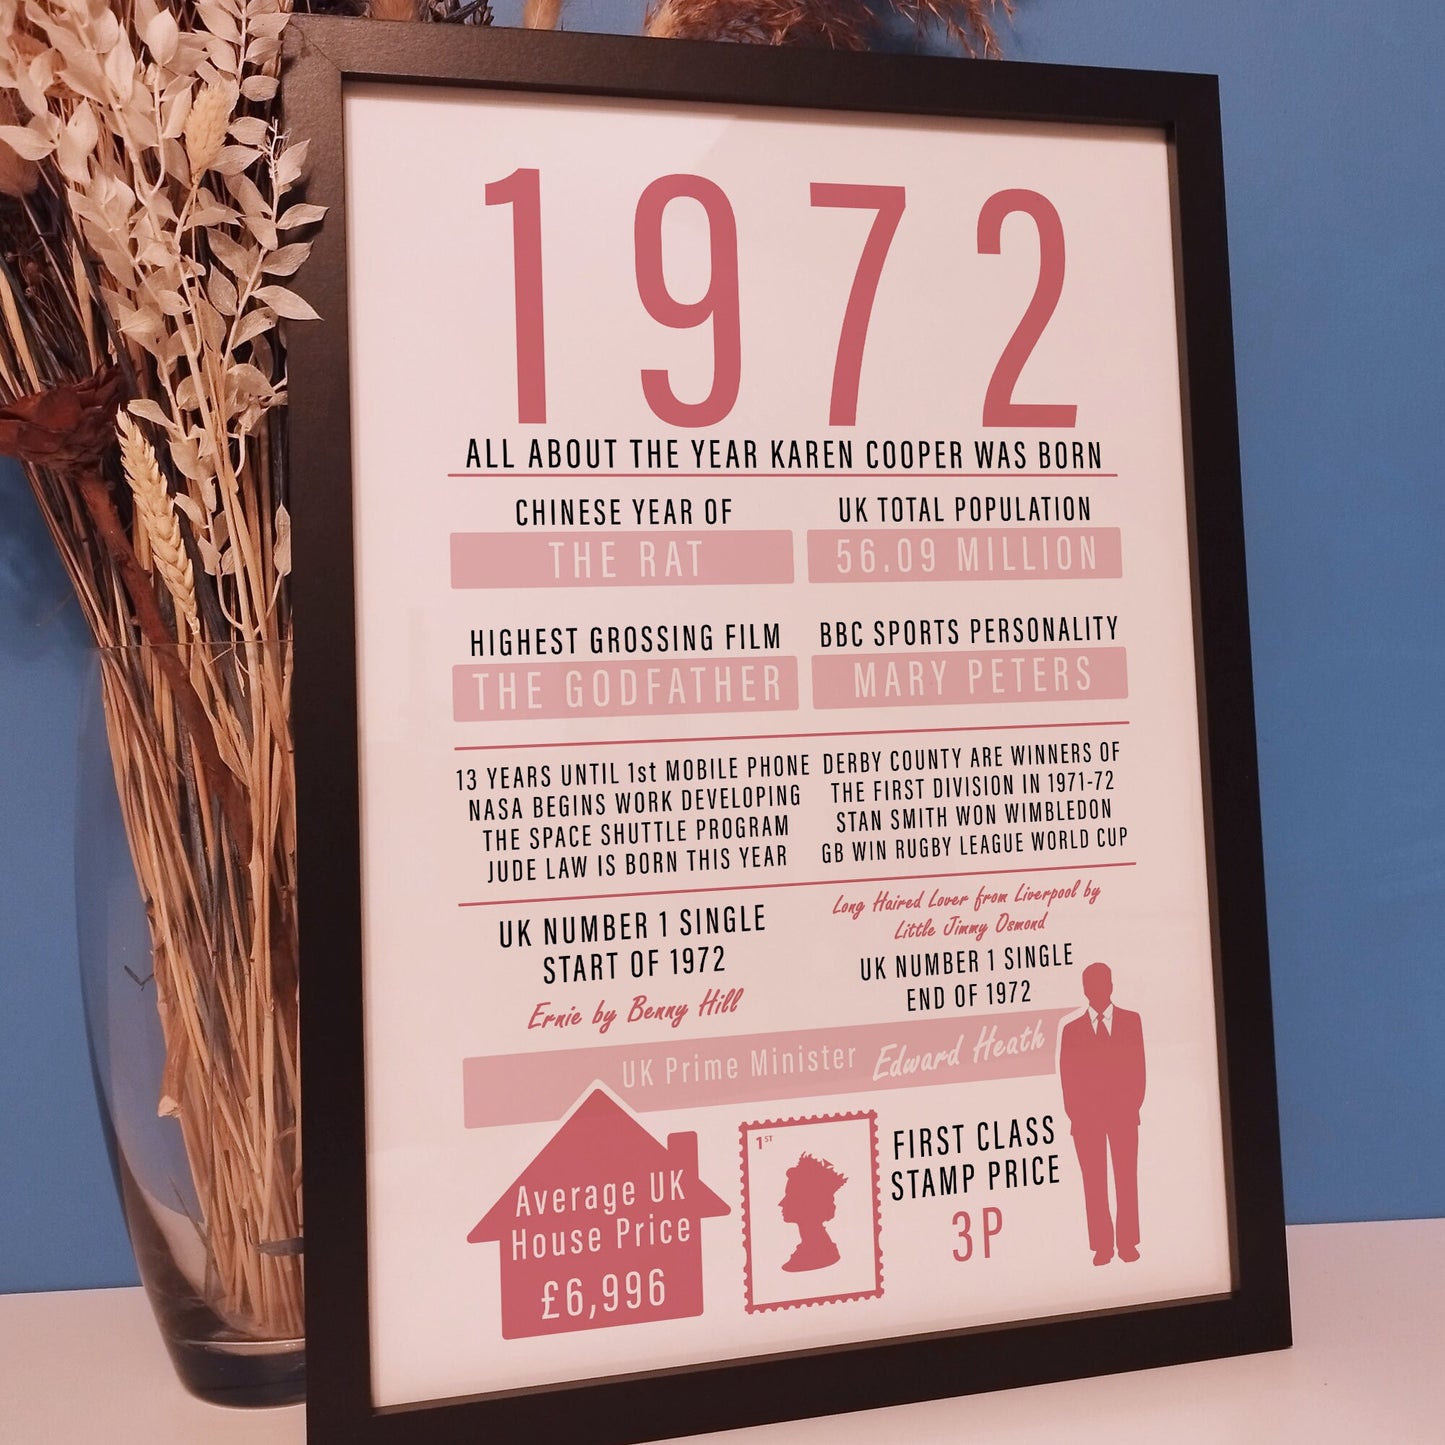 1972
ALL ABOUT THE YEAR KAREN COOPER WAS BORN
CHINESE YEAR OF
THE RAT
UK TOTAL POPULATION
56.09 MILLION
HIGHEST GROSSING FILM
THE GODFATHER
BBC SPORTS PERSONALITY
MARY PETERS
13 YEARS UNTIL 1st MOBILE PHONE
NASA BEGINS WORK DEVELOPING
THE SPACE SHUTTLE PROGRAM
JUDE LAW IS BORN THIS YEAR
DERBY COUNTY ARE WINNERS OF
THE FIRST DIVISION IN 1971-72
STAN SMITH WON WIMBLEDON
GB WIN RUGBY LEAGUE WORLD CUP
UK NUMBER 1 SINGLE
START OF 1972
Ernie by Benny Hill
Long Haired Lover from Liverpool by
Little Jimmy Osmond
UK NUMBER 1 SINGLE
END OF 1972
UK Prime Minister Edward Heath
Average UK
House Price
£6,996
1ST
FIRST CLASS
STAMP PRICE
3P